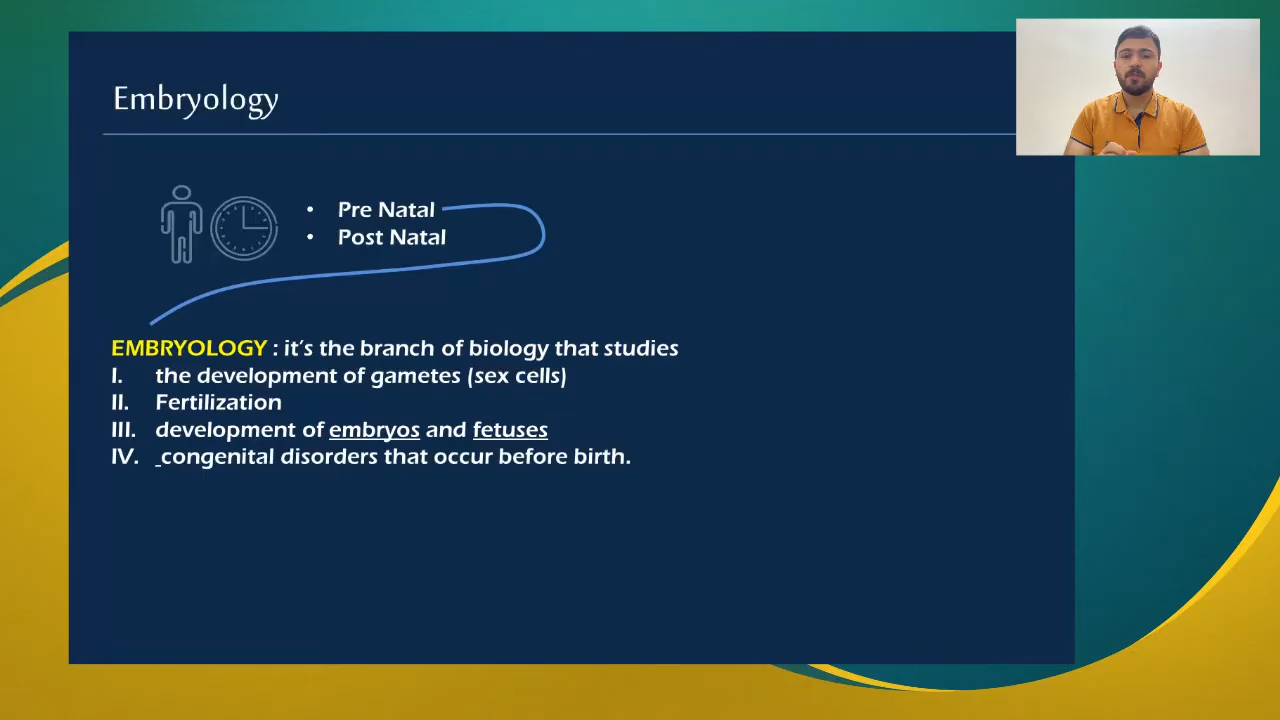 Embryology
• Pre Natal
• Post Natal
EMBRYOLOGY : it's the branch of biology that studies
I. the development of gametes (sex cells)
II. Fertilization
III. development of embryos and fetuses
IV. _congenital disorders that occur before birth.